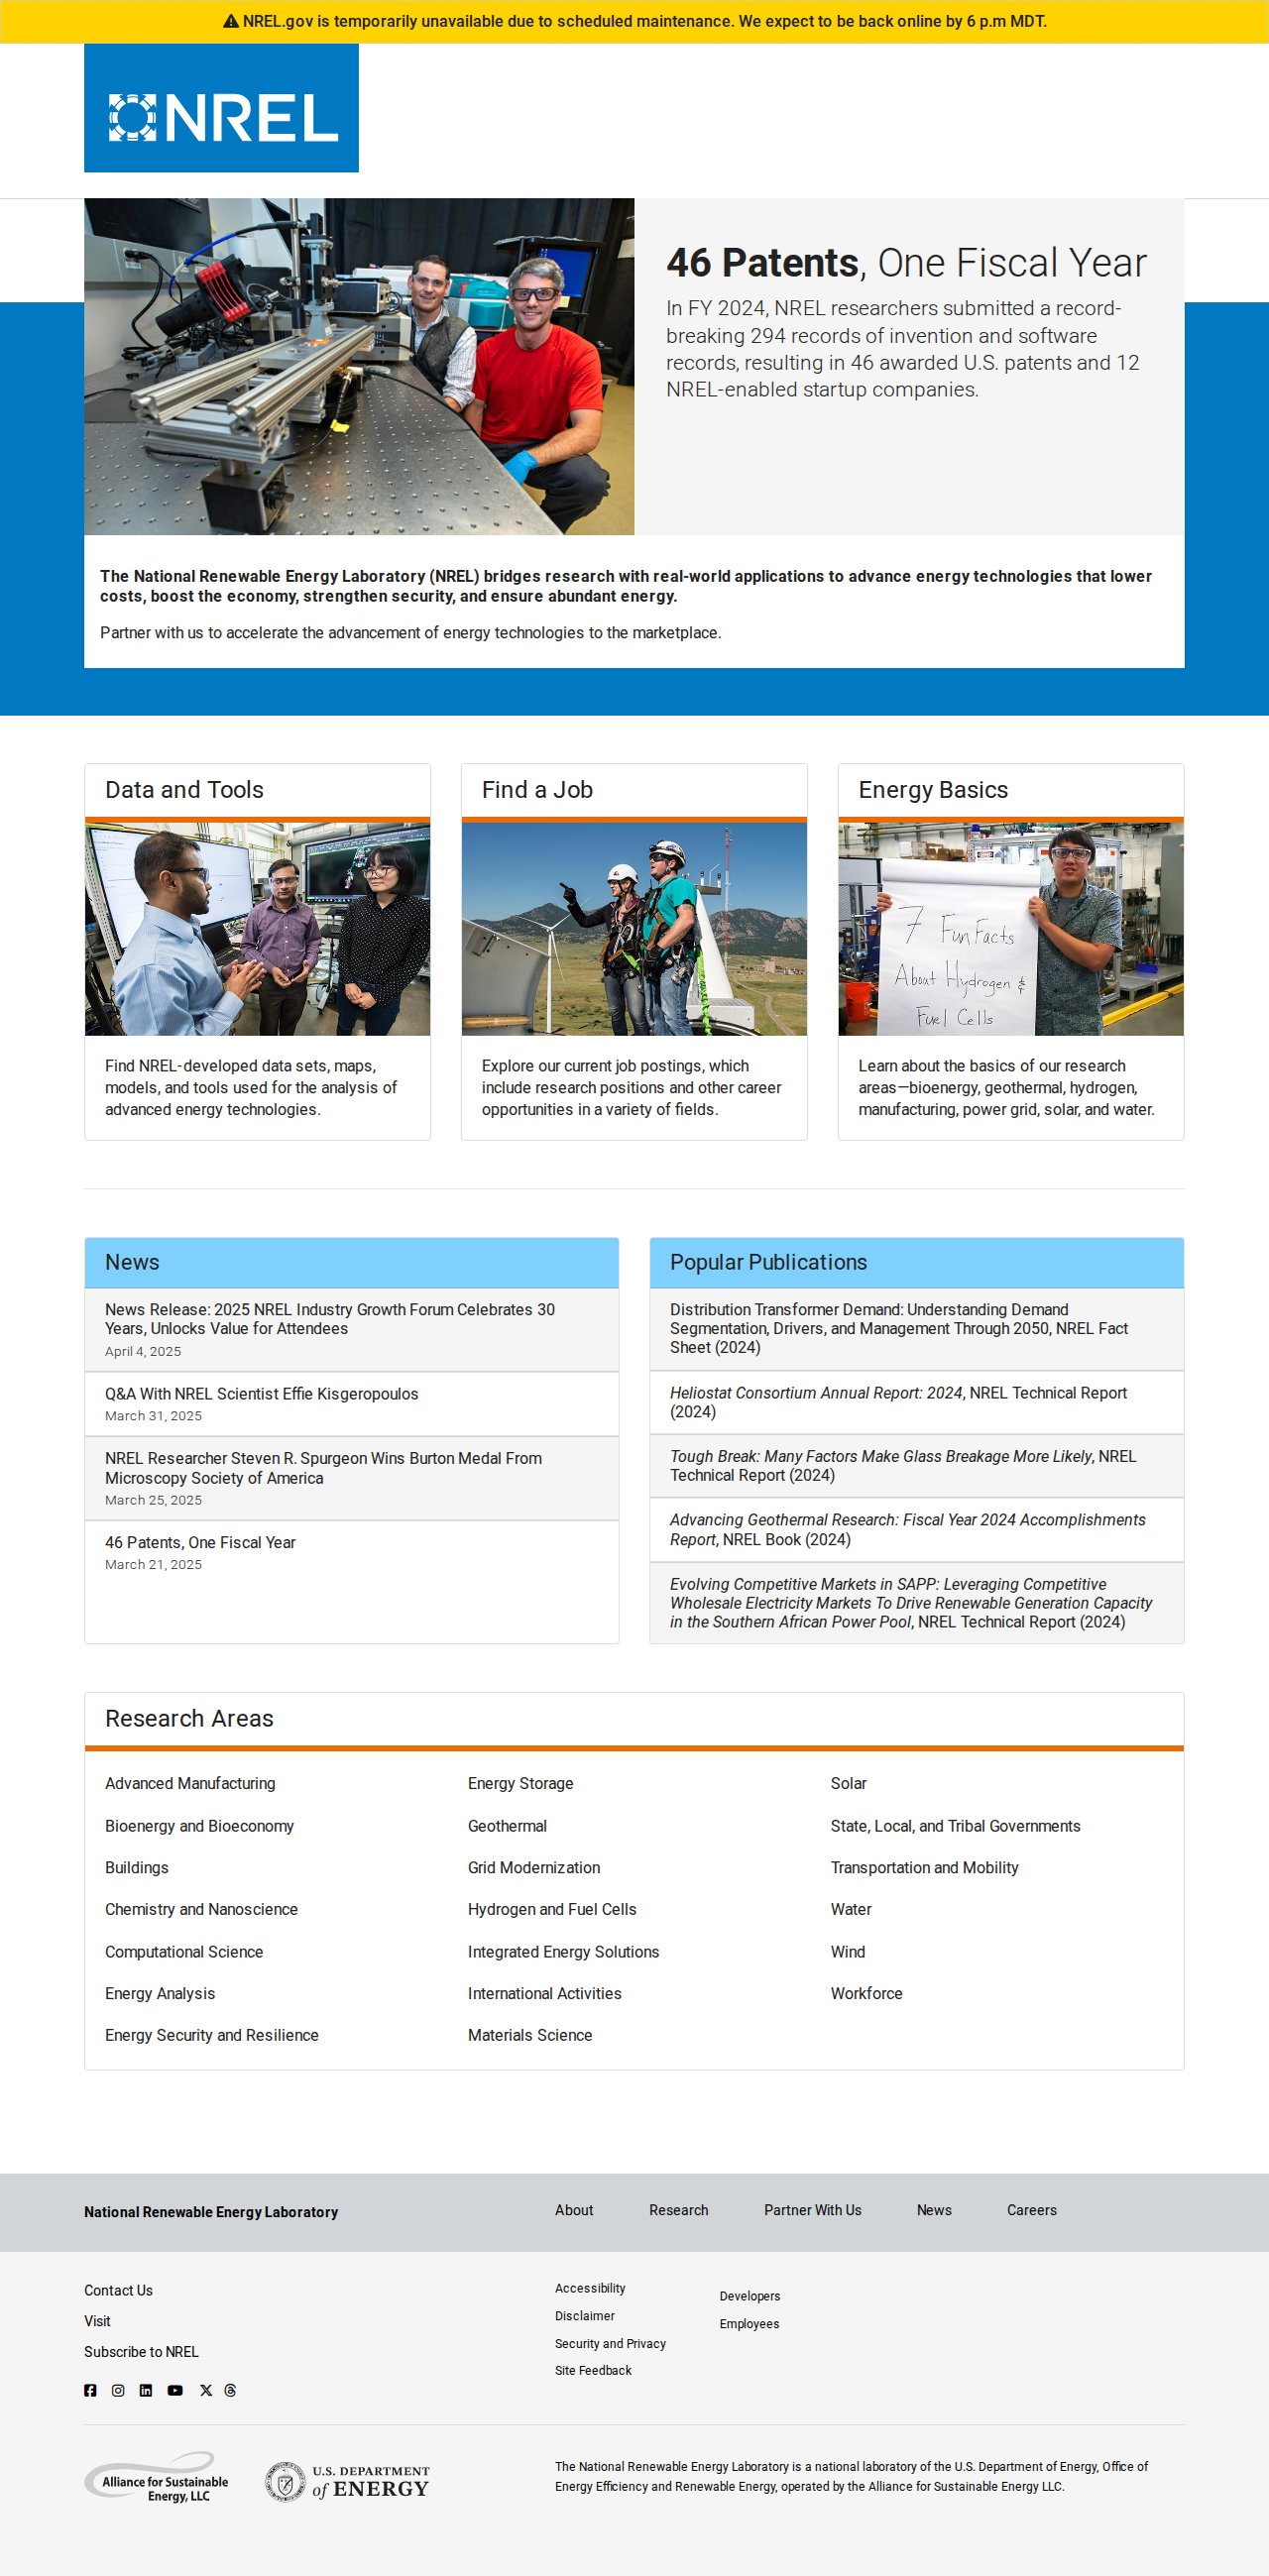 NREL.gov is temporarily unavailable due to scheduled maintenance. We expect to be back online by 6 p.m MDT.
NREL
46 Patents, One Fiscal Year
In FY 2024, NREL researchers submitted a record-
breaking 294 records of invention and software
records, resulting in 46 awarded U.S. patents and 12
NREL-enabled startup companies.
The National Renewable Energy Laboratory (NREL) bridges research with real-world applications to advance energy technologies that lower
costs, boost the economy, strengthen security, and ensure abundant energy.
Partner with us to accelerate the advancement of energy technologies to the marketplace.
Data and Tools
Find NREL-developed data sets, maps,
models, and tools used for the analysis of
advanced energy technologies.
Find a Job
Explore our current job postings, which
include research positions and other career
opportunities in a variety of fields.
Energy Basics
7 Fun Facts
About Hydrogen &
Fuel Cells
Learn about the basics of our research
areas—bioenergy, geothermal, hydrogen,
manufacturing, power grid, solar, and water.
News
News Release: 2025 NREL Industry Growth Forum Celebrates 30
Years, Unlocks Value for Attendees
April 4, 2025
Q&A With NREL Scientist Effie Kisgeropoulos
March 31, 2025
NREL Researcher Steven R. Spurgeon Wins Burton Medal From
Microscopy Society of America
March 25, 2025
46 Patents, One Fiscal Year
March 21, 2025
Popular Publications
Distribution Transformer Demand: Understanding Demand
Segmentation, Drivers, and Management Through 2050, NREL Fact
Sheet (2024)
Heliostat Consortium Annual Report: 2024, NREL Technical Report
(2024)
Tough Break: Many Factors Make Glass Breakage More Likely, NREL
Technical Report (2024)
Advancing Geothermal Research: Fiscal Year 2024 Accomplishments
Report, NREL Book (2024)
Evolving Competitive Markets in SAPP: Leveraging Competitive
Wholesale Electricity Markets To Drive Renewable Generation Capacity
in the Southern African Power Pool, NREL Technical Report (2024)
Research Areas
Advanced Manufacturing
Bioenergy and Bioeconomy
Buildings
Chemistry and Nanoscience
Computational Science
Energy Analysis
Energy Security and Resilience
Energy Storage
Geothermal
Grid Modernization
Hydrogen and Fuel Cells
Integrated Energy Solutions
International Activities
Materials Science
Solar
State, Local, and Tribal Governments
Transportation and Mobility
Water
Wind
Workforce
National Renewable Energy Laboratory
About
Research
Partner With Us
News
Careers
Contact Us
Visit
Subscribe to NREL
Accessibility
Disclaimer
Security and Privacy
Site Feedback
Developers
Employees
Alliance for Sustainable
Energy, LLC
U.S. DEPARTMENT
of ENERGY
The National Renewable Energy Laboratory is a national laboratory of the U.S. Department of Energy, Office of
Energy Efficiency and Renewable Energy, operated by the Alliance for Sustainable Energy LLC.